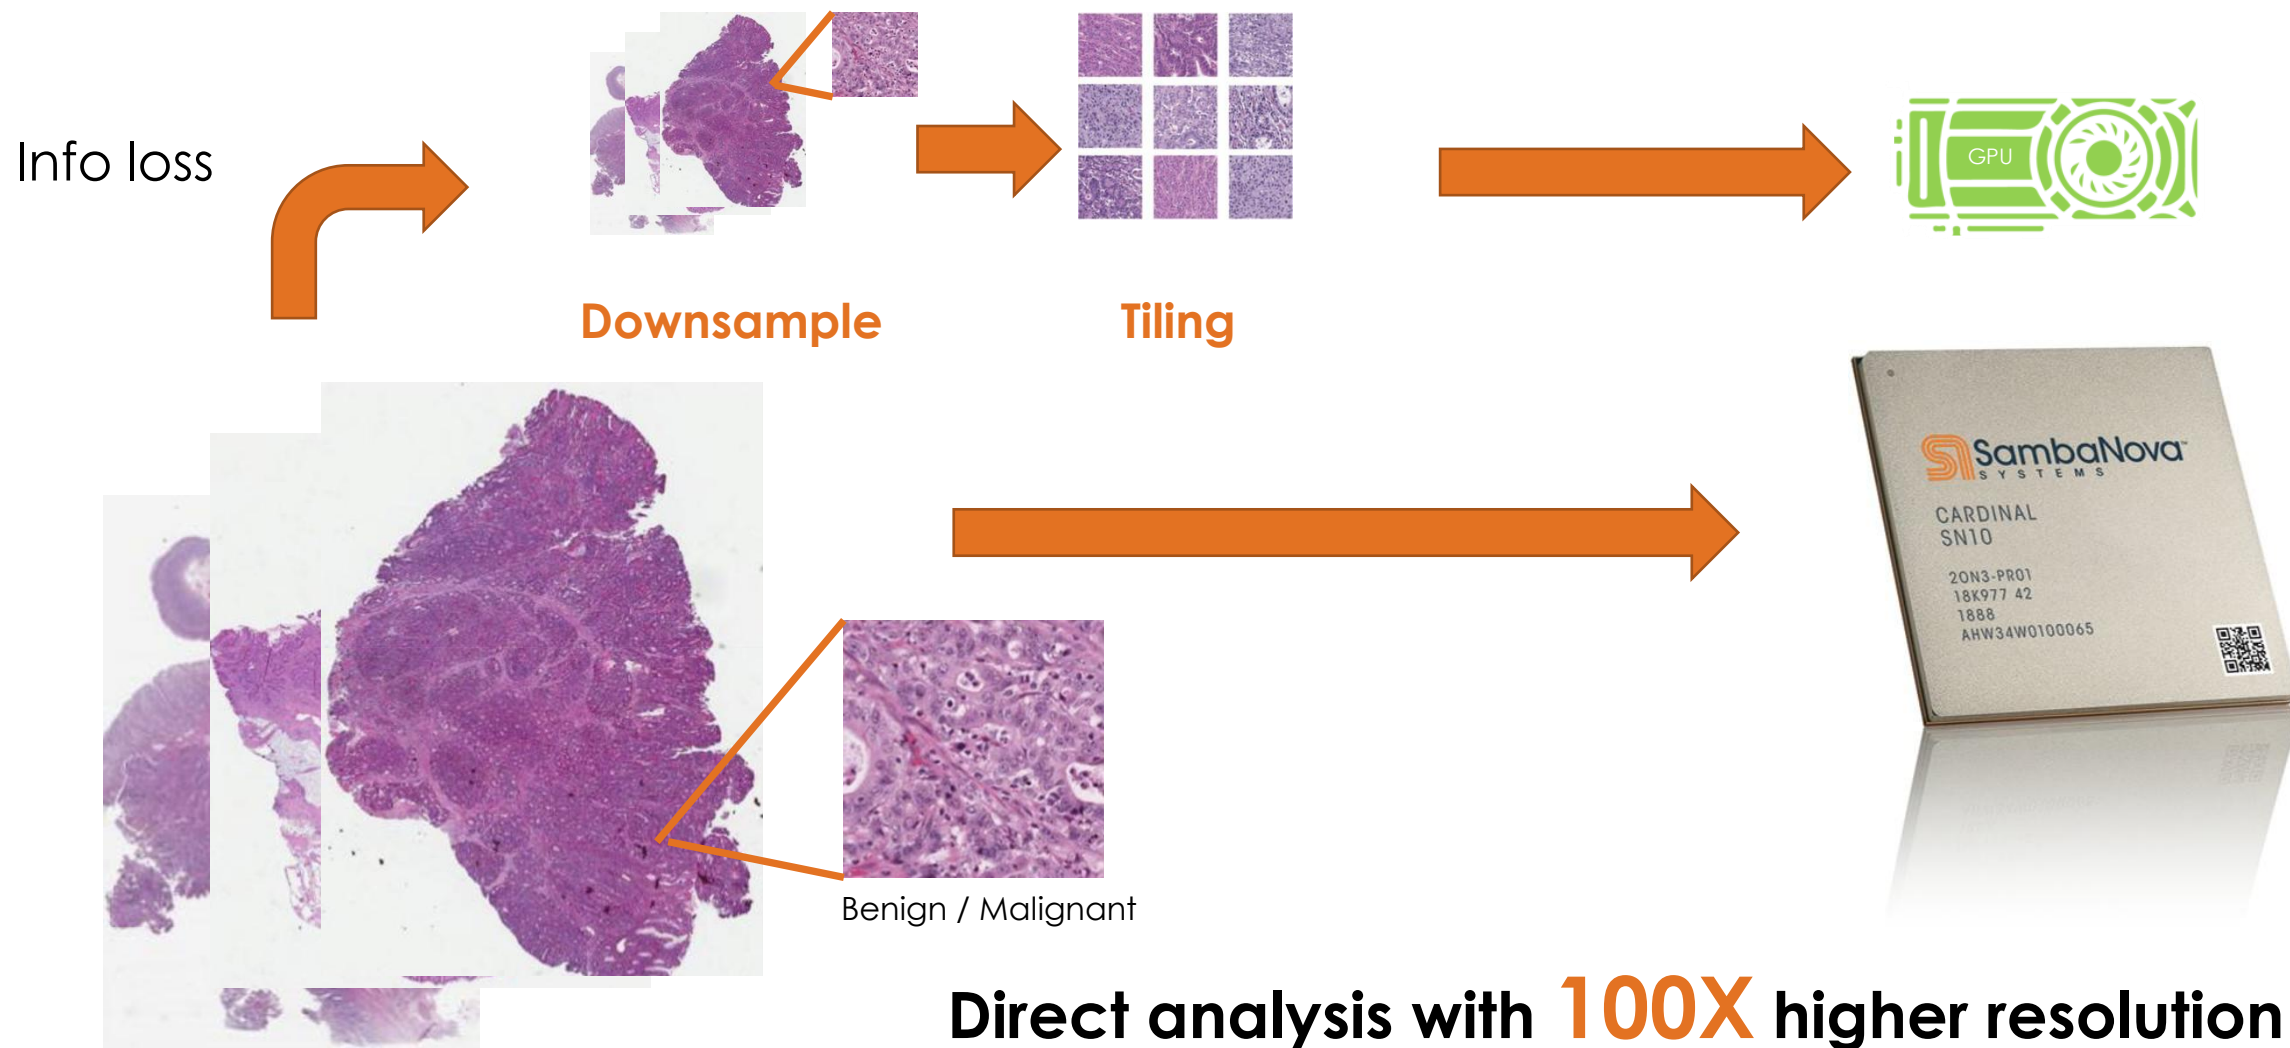 Info loss
GPU
Downsample
Tiling
SambaNova™
SYSTEMS
CARDINAL
SN10
20N3-PR01
18K977 42
1888
AHW34W0100065
Benign / Malignant
Direct analysis with 100X higher resolution